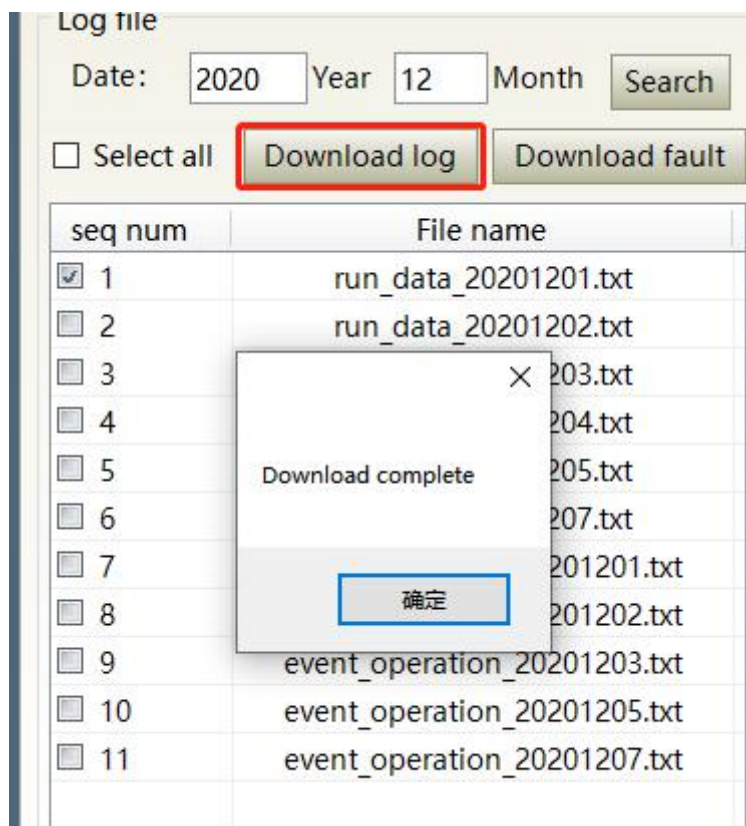 Log file
Date: 2020 Year 12 Month Search
Select all Download log Download fault
seq num File name
1 run_data_20201201.txt
2 run_data_20201202.txt
3 203.txt
4 204.txt
5 Download complete 205.txt
6 207.txt
7 201201.txt
8 确定 201202.txt
9 event_operation_20201203.txt
10 event_operation_20201205.txt
11 event_operation_20201207.txt